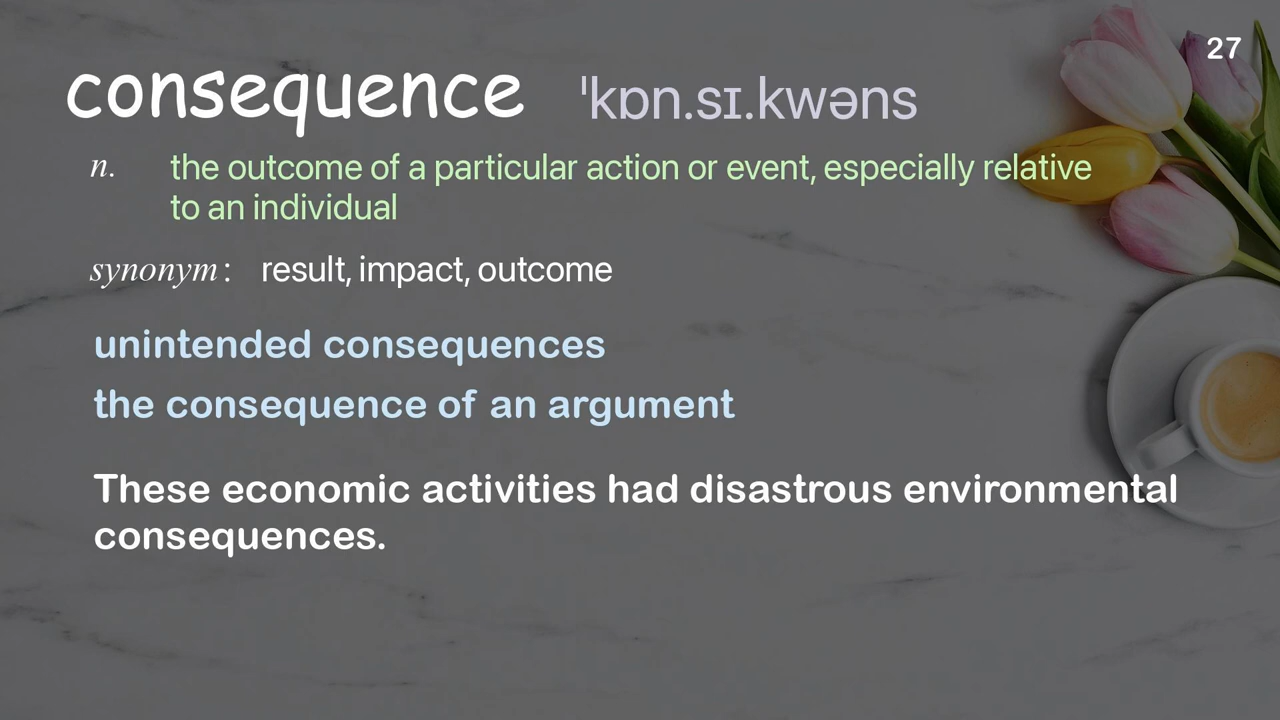 27
consequence ˈkɒn.sɪ.kwəns
n. the outcome of a particular action or event, especially relative
to an individual
synonym: result, impact, outcome
unintended consequences
the consequence of an argument
These economic activities had disastrous environmental
consequences.